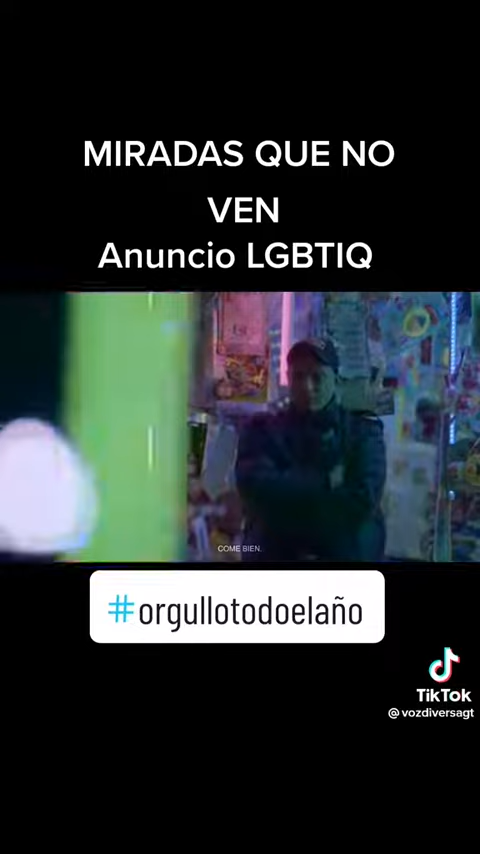 MIRADAS QUE NO
VEN
Anuncio LGBTIQ
COME BIEN.
#orgullotodoelaño
TikTok
@vozdiversagt